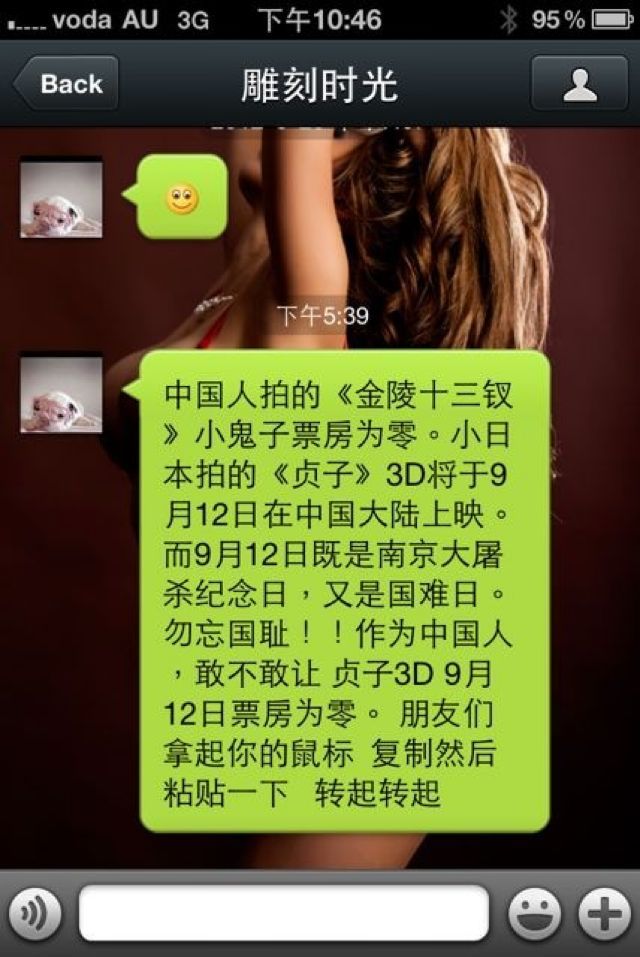 voda AU 3G 下午10:46 95%
Back 雕刻时光
下午5:39
中国人拍的《金陵十三钗
》小鬼子票房为零。小日
本拍的《贞子》3D将于9
月12日在中国大陆上映。
而9月12日既是南京大屠
杀纪念日，又是国难日。
勿忘国耻！！作为中国人
，敢不敢让 贞子3D 9月
12日票房为零。 朋友们
拿起你的鼠标 复制然后
粘贴一下 转起转起